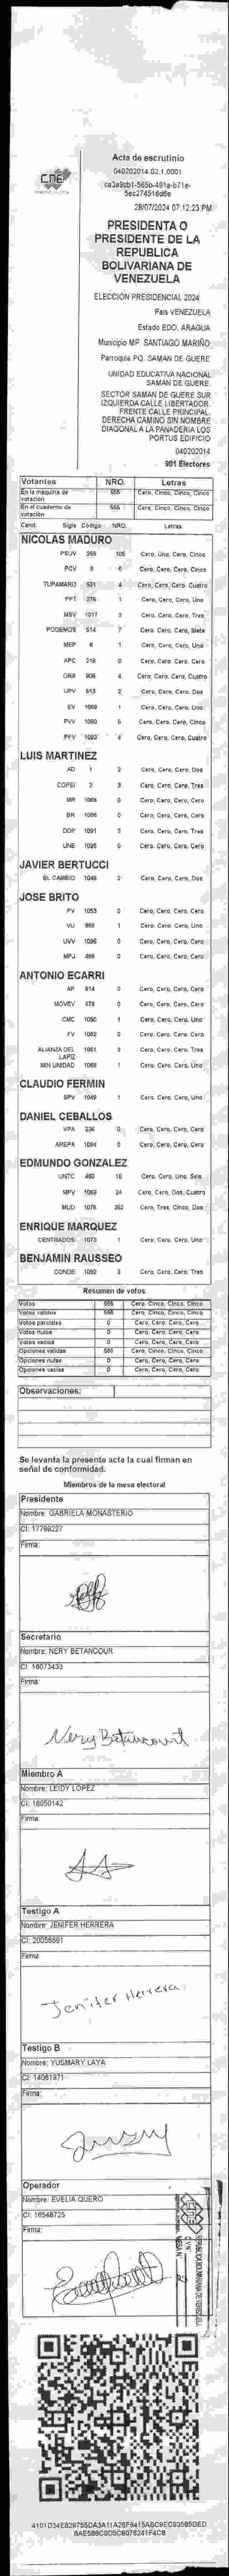 Acta de escrutinio
040202014.02.1.0001
CNE
28/07/2024 07:12:23 PM
PRESIDENTA O
PRESIDENTE DE LA
REPUBLICA
BOLIVARIANA DE
VENEZUELA
ELECCIÓN PRESIDENCIAL 2024
País VENEZUELA
Estado EDO. ARAGUA
Municipio MP. SANTIAGO MARIÑO
Parroquia PQ. SAMAN DE GUERE
UNIDAD EDUCATIVA NACIONAL
SAMAN DE GUERE.
SECTOR SAMAN DE GUERE SUR
IZQUIERDA CALLE LIBERTADOR.
FRENTE CALLE PRINCIPAL.
DERECHA CAMINO SIN NOMBRE
DIAGONAL A LA PANADERIA LOS
PORTUS EDIFICIO
040202014
901 Electores
Votantes NRO. Letras
En la máquina de votación 555 Cero, Cinco, Cinco, Cinco
En el cuaderno de votación 555 Cero, Cinco, Cinco, Cinco
Cand. Sigla Código NRO. Letras
NICOLAS MADURO
PSUV 269 105 Cero, Uno, Cero, Cinco
PCV 5 Cero, Cero, Cero, Cinco
TUPAMARO 531 4 Cero, Cero, Cero, Cuatro
PPT 276 1 Cero, Cero, Cero, Uno
MSV 1017 3 Cero, Cero, Cero, Tres
PODEMOS 514 7 Cero, Cero, Cero, Siete
MEP 6 1 Cero, Cero, Cero, Uno
APC 219 0 Cero, Cero, Cero, Cero
ORA 906 4 Cero, Cero, Cero, Cuatro
UPV 613 2 Cero, Cero, Cero, Dos
EV 1089 1 Cero, Cero, Cero, Uno
PVV 1090 5 Cero, Cero, Cero, Cinco
PFV 1093 4 Cero, Cero, Cero, Cuatro
LUIS MARTINEZ
AD 1 2 Cero, Cero, Cero, Dos
COPEI 2 3 Cero, Cero, Cero, Tres
MR 0 Cero, Cero, Cero, Cero
BR 0 Cero, Cero, Cero, Cero
DDP 1091 3 Cero, Cero, Cero, Tres
UNE 1095 0 Cero, Cero, Cero, Cero
JAVIER BERTUCCI
EL CAMBIO 1048 2 Cero, Cero, Cero, Dos
JOSE BRITO
PV 1053 0 Cero, Cero, Cero, Cero
VU 968 1 Cero, Cero, Cero, Uno
UVV 1096 0 Cero, Cero, Cero, Cero
MPJ 468 0 Cero, Cero, Cero, Cero
ANTONIO ECARRI
AP 914 0 Cero, Cero, Cero, Cero
MOVEV 979 0 Cero, Cero, Cero, Cero
CMC 1050 1 Cero, Cero, Cero, Uno
FV 1082 0 Cero, Cero, Cero, Cero
ALIANZA DEL LAPIZ 1051 3 Cero, Cero, Cero, Tres
MIN UNIDAD 1069 1 Cero, Cero, Cero, Uno
CLAUDIO FERMIN
SPV 1049 1 Cero, Cero, Cero, Uno
DANIEL CEBALLOS
VPA 234 0 Cero, Cero, Cero, Cero
AREPA 1094 0 Cero, Cero, Cero, Cero
EDMUNDO GONZALEZ
UNTC 460 16 Cero, Cero, Uno, Seis
MPV 1069 24 Cero, Cero, Dos, Cuatro
MUD 1076 352 Cero, Tres, Cinco, Dos
ENRIQUE MARQUEZ
CENTRADOS 1073 1 Cero, Cero, Cero, Uno
BENJAMIN RAUSSEO
CONDE 1092 3 Cero, Cero, Cero, Tres
Resumen de votos
Votos 555 Cero, Cinco, Cinco, Cinco
Votos válidos 555 Cero, Cinco, Cinco, Cinco
Votos parciales 0 Cero, Cero, Cero, Cero
Votos nulos 0 Cero, Cero, Cero, Cero
Votos vacíos 0 Cero, Cero, Cero, Cero
Opciones válidas 555 Cero, Cinco, Cinco, Cinco
Opciones nulas 0 Cero, Cero, Cero, Cero
Opciones vacías 0 Cero, Cero, Cero, Cero
Observaciones:
Se levanta la presente acta la cual firman en
señal de conformidad.
Miembros de la mesa electoral
Presidente
Nombre: GABRIELA MONASTERIO
CI: 17799227
Firma:
Secretario
Nombre: NERY BETANCOUR
CI: 16073433
Firma:
Nery Betancourt
Miembro A
Nombre: LEIDY LOPEZ
CI: 18050142
Firma:
Testigo A
Nombre: JENIFER HERRERA
CI: 20056891
Firma:
Jenifer Herrera
Testigo B
Nombre: YUSMARY LAYA
CI: 14061971
Firma:
Operador
Nombre: EVELIA QUERO
CI: 16548725
Firma:
REPÚBLICA BOLIVARIANA DE VENEZUELA
CNE
MESA N° 2